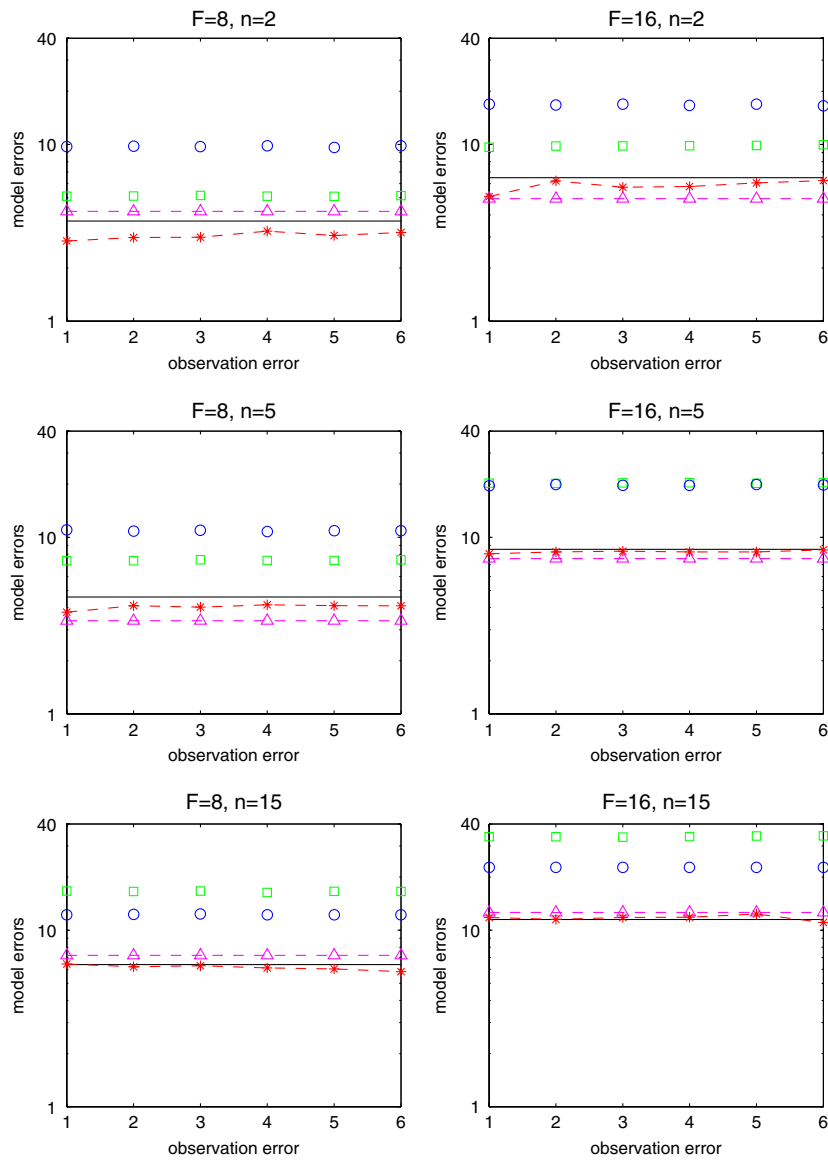 F=8, n=2
40
10
1
model errors
1 2 3 4 5 6
observation error
F=16, n=2
40
10
1
model errors
1 2 3 4 5 6
observation error
F=8, n=5
40
10
1
model errors
1 2 3 4 5 6
observation error
F=16, n=5
40
10
1
model errors
1 2 3 4 5 6
observation error
F=8, n=15
40
10
1
model errors
1 2 3 4 5 6
observation error
F=16, n=15
40
10
1
model errors
1 2 3 4 5 6
observation error